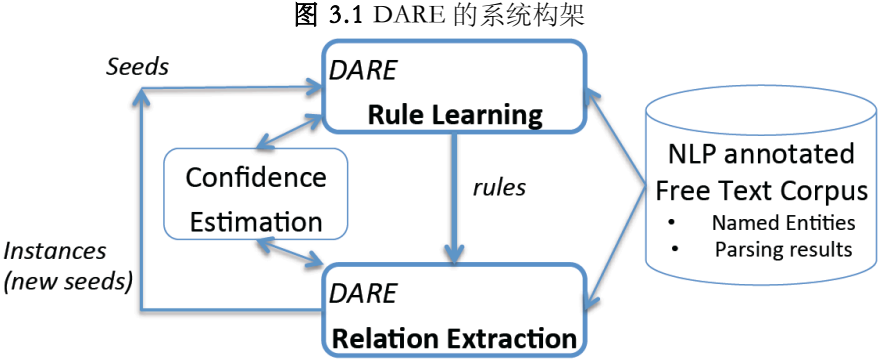 图 3.1 DARE 的系统构架
Seeds
DARE
Rule Learning
Confidence
Estimation
rules
NLP annotated
Free Text Corpus
• Named Entities
• Parsing results
Instances
(new seeds)
DARE
Relation Extraction